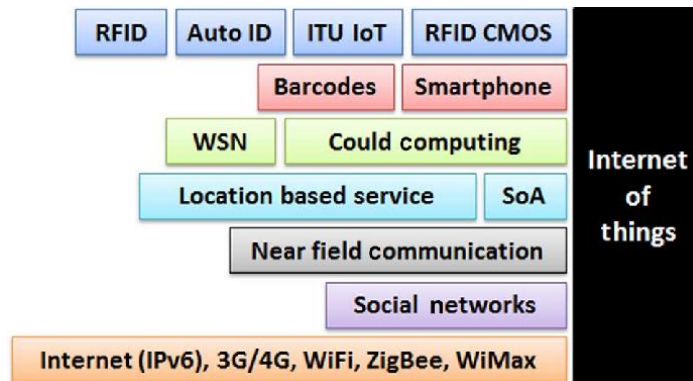 RFID Auto ID ITU IoT RFID CMOS
Barcodes Smartphone
WSN Could computing
Location based service SoA
Near field communication
Social networks
Internet (IPv6), 3G/4G, WiFi, ZigBee, WiMax
Internet
of
things